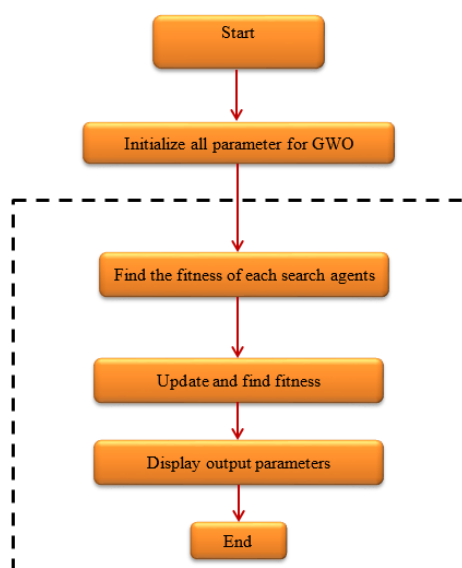 Start
Initialize all parameter for GWO
Find the fitness of each search agents
Update and find fitness
Display output parameters
End